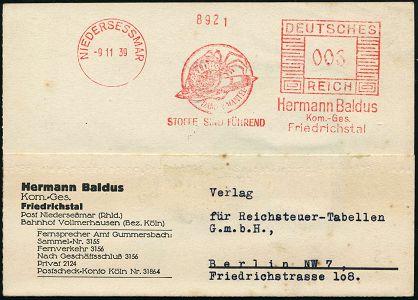 8921
NIEDERSESSMAR
-9 11 39
DEUTSCHES
006
REICH
STOFFE SIND FÜHREND
Hermann Baldus
Kom.-Ges.
Friedrichstal
Hermann Baldus
Kom.-Ges.
Friedrichstal
Post Niederseßmar (Rhld.)
Bahnhof Vollmerhausen (Bez. Köln)
Fernsprecher Amt Gummersbach:
Sammel-Nr. 3155
Fernverkehr 3156
Nach Geschäftsschluß 3156
Privat 2124
Postscheck-Konto Köln Nr. 31864
Verlag
für Reichsteuer-Tabellen
G.m.b.H.,
Berlin NW 7,
Friedrichstrasse 108.